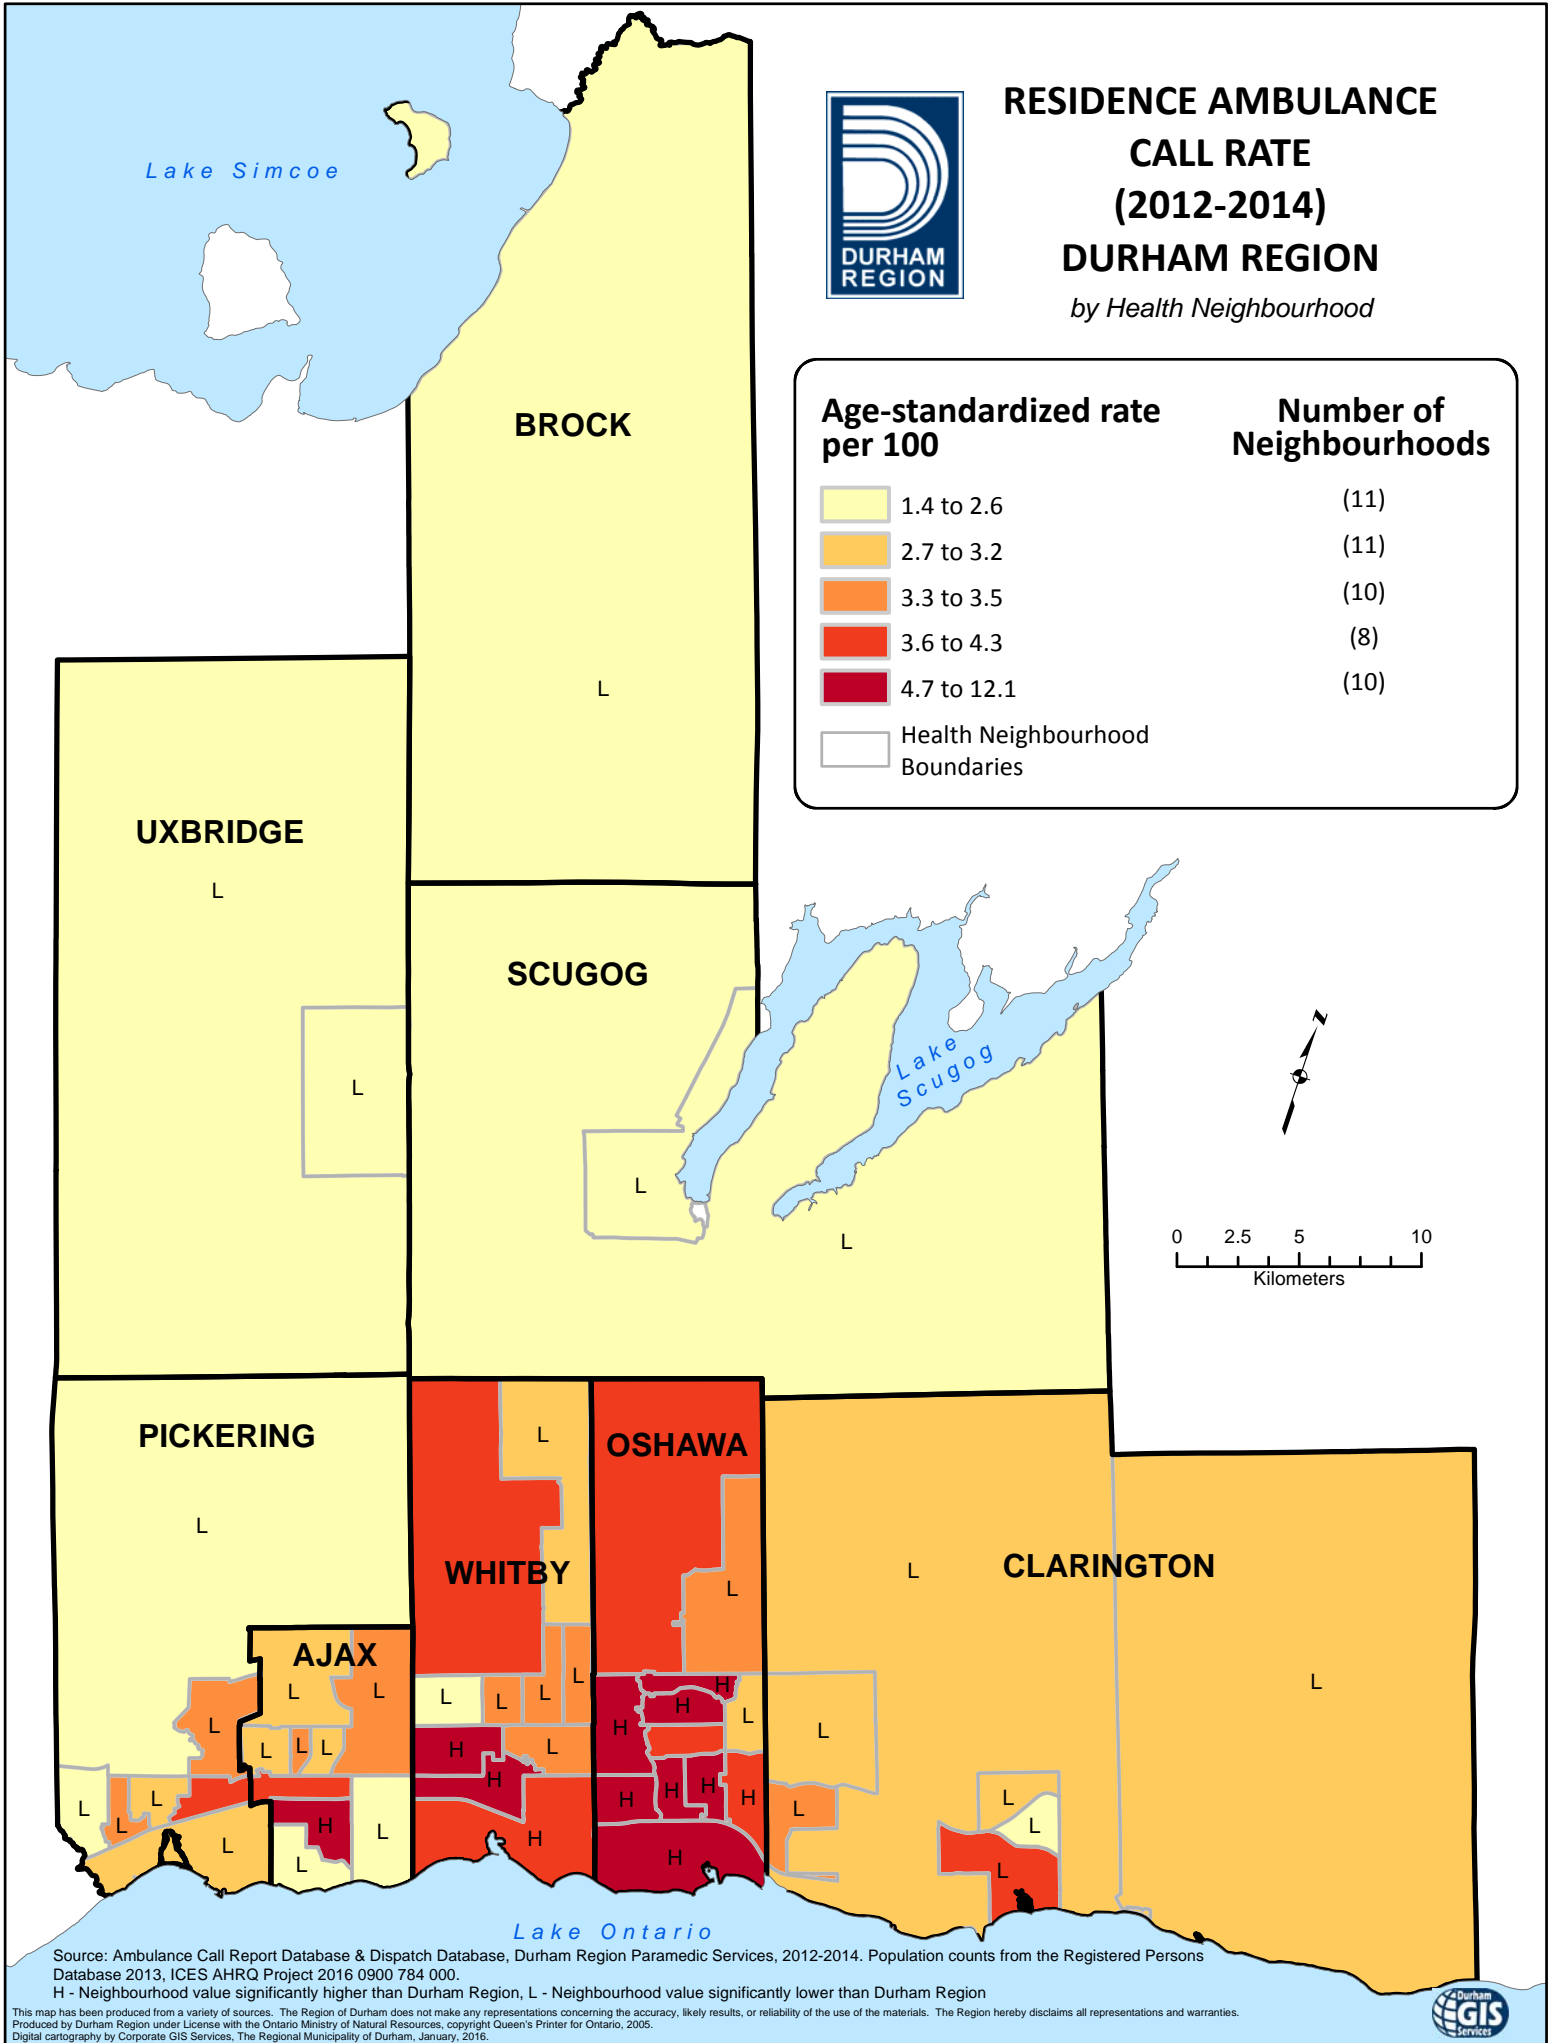 RESIDENCE AMBULANCE
CALL RATE
(2012-2014)
DURHAM REGION
by Health Neighbourhood
DURHAM
REGION
Lake Simcoe
Age-standardized rate
per 100
Number of
Neighbourhoods
1.4 to 2.6 (11)
2.7 to 3.2 (11)
3.3 to 3.5 (10)
3.6 to 4.3 (8)
4.7 to 12.1 (10)
Health Neighbourhood
Boundaries
BROCK
L
UXBRIDGE
L
L
SCUGOG
Lake
Scugog
L
L
N
0 2.5 5 10
Kilometers
PICKERING
L
L
L
L
L
L
AJAX
L
L
L
L
L
H
L
L
WHITBY
L
L
L
L
L
H
L
H
H
OSHAWA
L
H
H
H
L
H
H
H
H
H
CLARINGTON
L
L
L
L
L
L
L
Lake Ontario
Source: Ambulance Call Report Database & Dispatch Database, Durham Region Paramedic Services, 2012-2014. Population counts from the Registered Persons
Database 2013, ICES AHRQ Project 2016 0900 784 000.
H - Neighbourhood value significantly higher than Durham Region, L - Neighbourhood value significantly lower than Durham Region
This map has been produced from a variety of sources. The Region of Durham does not make any representations concerning the accuracy, likely results, or reliability of the use of the materials. The Region hereby disclaims all representations and warranties.
Produced by Durham Region under License with the Ontario Ministry of Natural Resources, copyright Queen's Printer for Ontario, 2005.
Digital cartography by Corporate GIS Services, The Regional Municipality of Durham, January, 2016.
Durham
GIS
Services